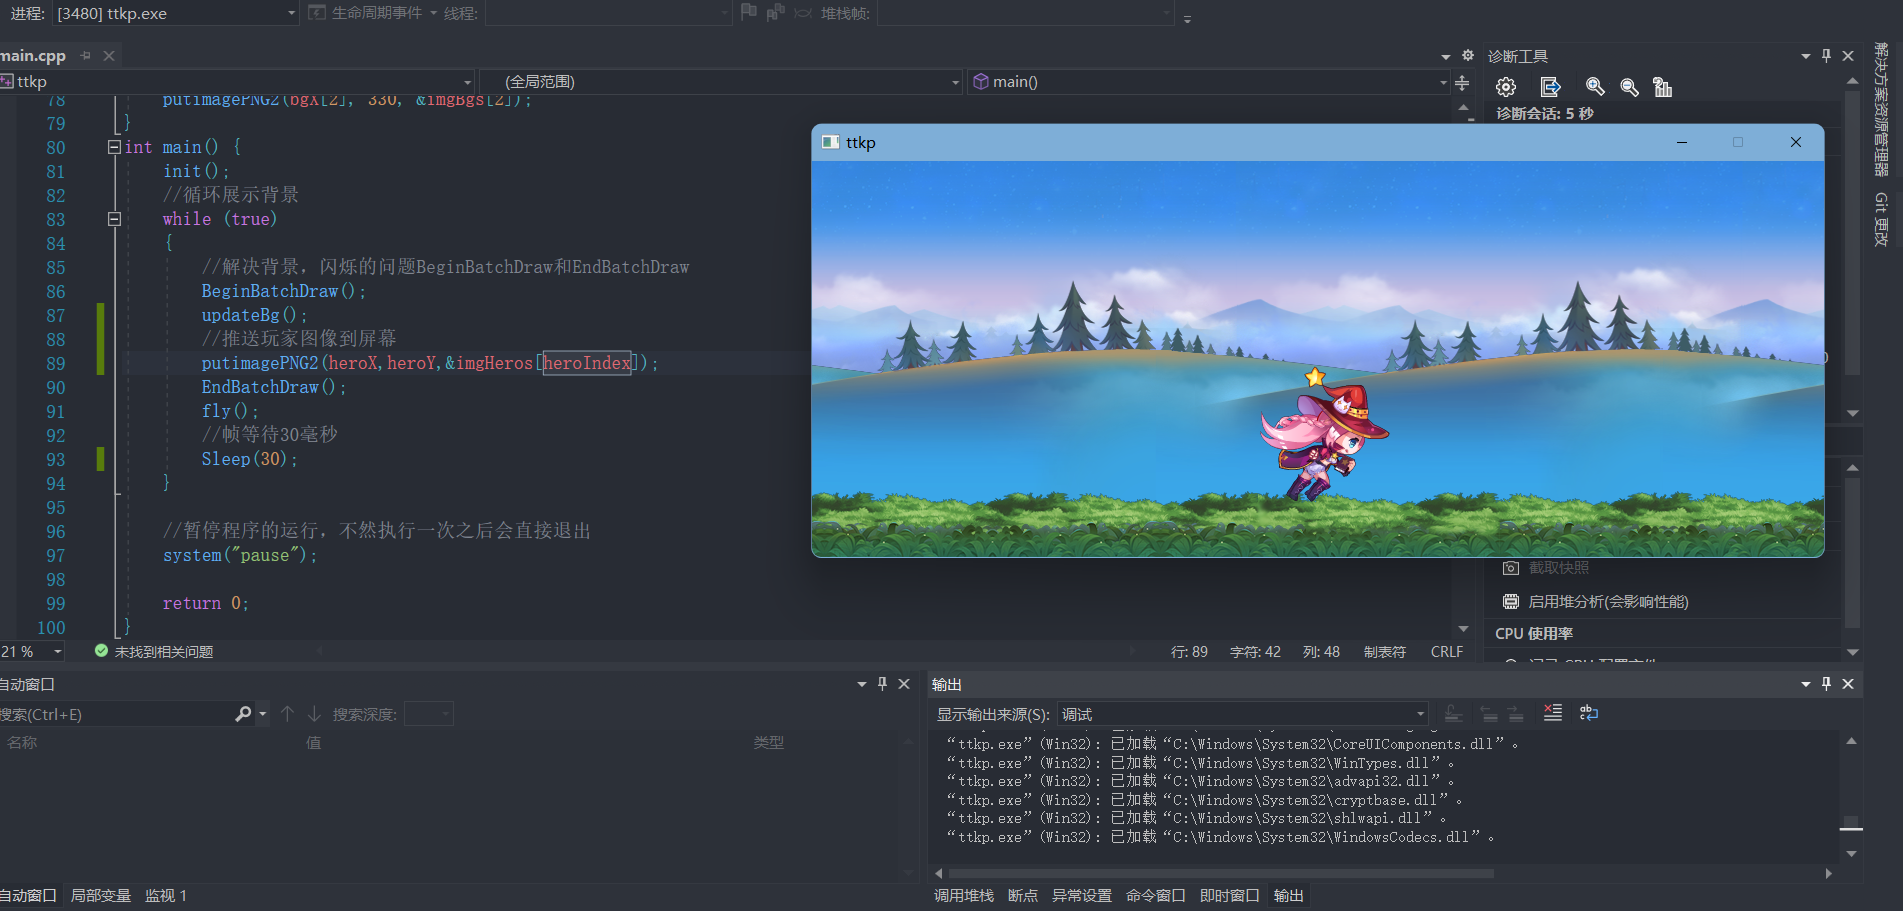 进程: [3480] ttkp.exe 生命周期事件 线程: 堆栈帧:
main.cpp
ttkp (全局范围) main()
78 putimagePNG2(bgX[2], 330, &imgBgs[2]);
79 }
80 int main() {
81 init();
82 //循环展示背景
83 while (true)
84 {
85 //解决背景，闪烁的问题BeginBatchDraw和EndBatchDraw
86 BeginBatchDraw();
87 updateBg();
88 //推送玩家图像到屏幕
89 putimagePNG2(heroX,heroY,&imgHeros[heroIndex]);
90 EndBatchDraw();
91 fly();
92 //帧等待30毫秒
93 Sleep(30);
94 }
95
96 //暂停程序的运行，不然执行一次之后会直接退出
97 system("pause");
98
99 return 0;
100 }
21 % 未找到相关问题 行: 89 字符: 42 列: 48 制表符 CRLF
ttkp
诊断工具
诊断会话: 5 秒
截取快照
启用堆分析(会影响性能)
CPU 使用率
解决方案资源管理器
Git 更改
自动窗口
搜索(Ctrl+E) 搜索深度:
名称 值 类型
自动窗口 局部变量 监视 1
输出
显示输出来源(S): 调试
“ttkp.exe”(Win32): 已加载“C:\Windows\System32\CoreUIComponents.dll”。
“ttkp.exe”(Win32): 已加载“C:\Windows\System32\WinTypes.dll”。
“ttkp.exe”(Win32): 已加载“C:\Windows\System32\advapi32.dll”。
“ttkp.exe”(Win32): 已加载“C:\Windows\System32\cryptbase.dll”。
“ttkp.exe”(Win32): 已加载“C:\Windows\System32\shlwapi.dll”。
“ttkp.exe”(Win32): 已加载“C:\Windows\System32\WindowsCodecs.dll”。
调用堆栈 断点 异常设置 命令窗口 即时窗口 输出